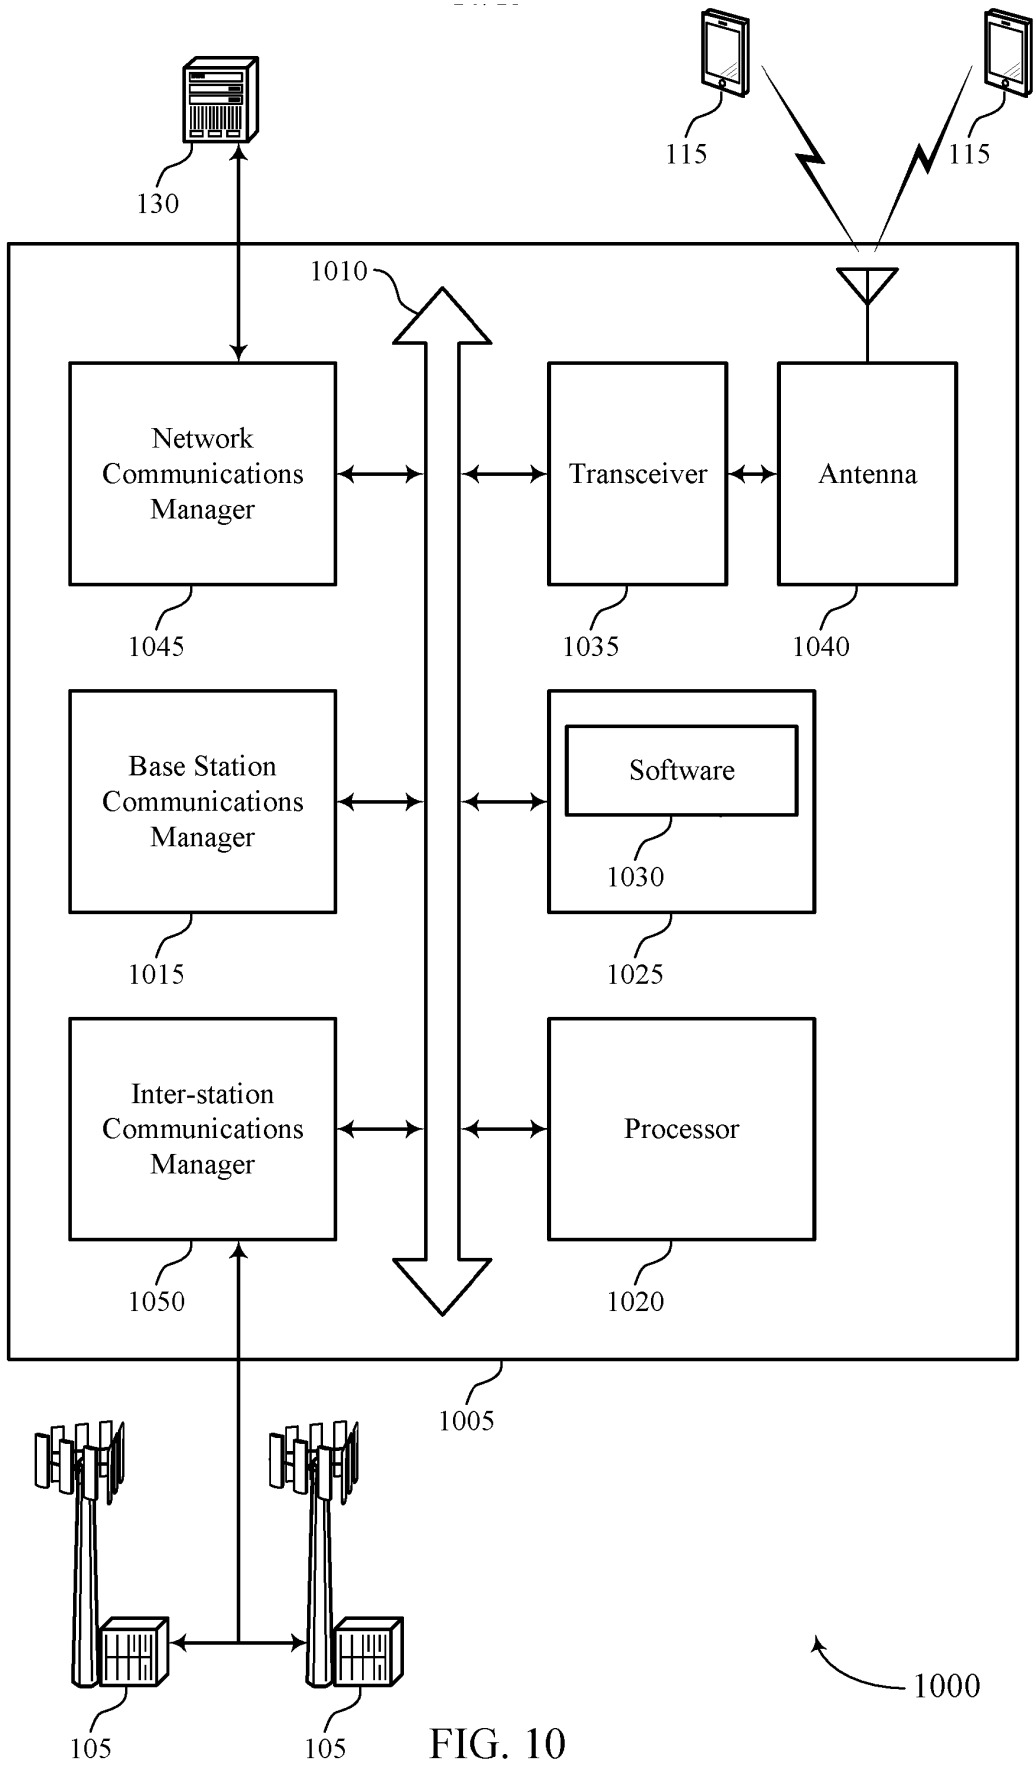 130
115
115
1010
Network
Communications
Manager
Transceiver
Antenna
1045
1035
1040
Base Station
Communications
Manager
Software
1030
1015
1025
Inter-station
Communications
Manager
Processor
1050
1020
1005
105
105
1000
FIG. 10